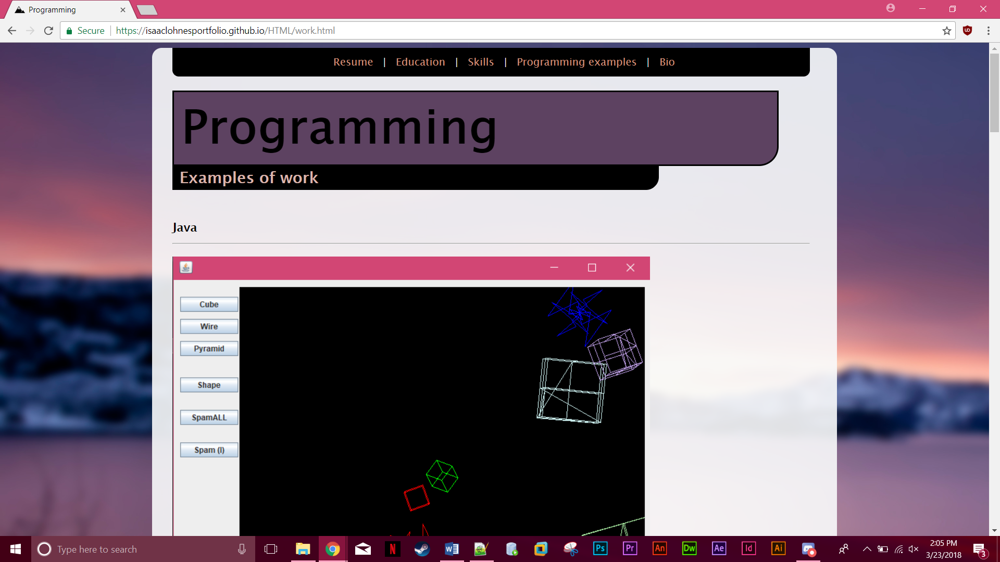 Programming
Secure https://isaaclohnesportfolio.github.io/HTML/work.html
Resume | Education | Skills | Programming examples | Bio
Programming
Examples of work
Java
Cube
Wire
Pyramid
Shape
SpamALL
Spam (I)
Type here to search
N
Ps
Pr
An
Dw
Ae
Id
Ai
2:05 PM
3/23/2018
3